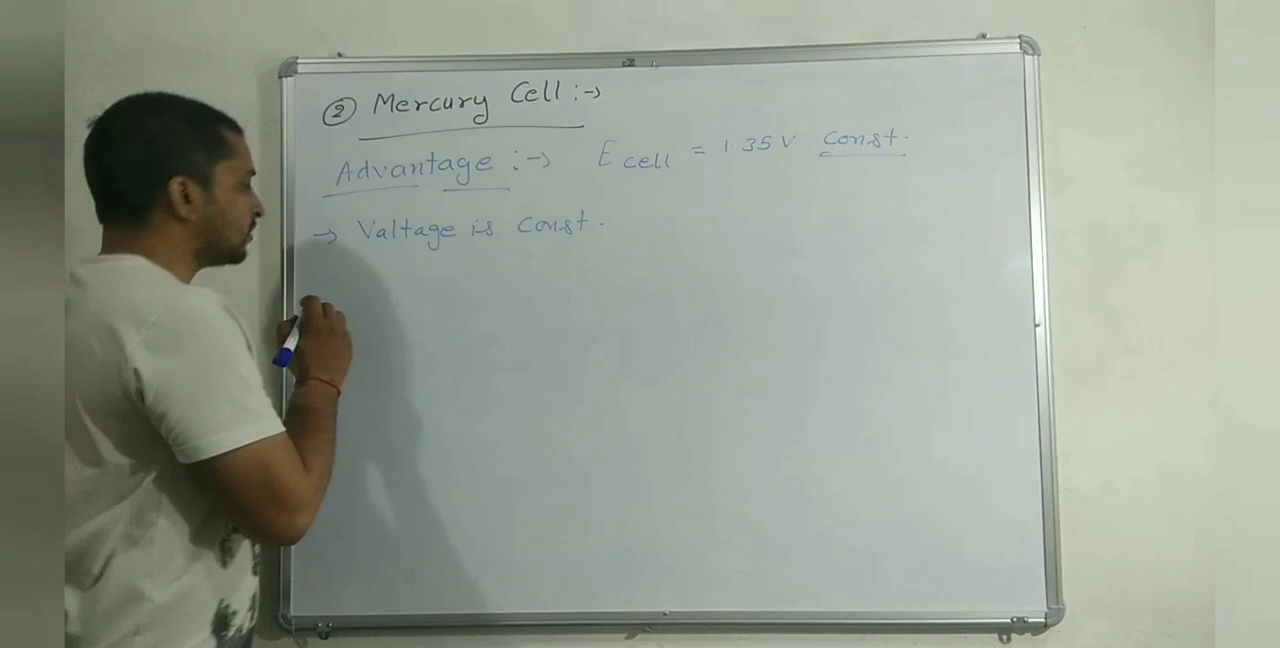 ② Mercury Cell :→
Advantage :→ E cell = 1.35 V Const.
→ Valtage is Const.